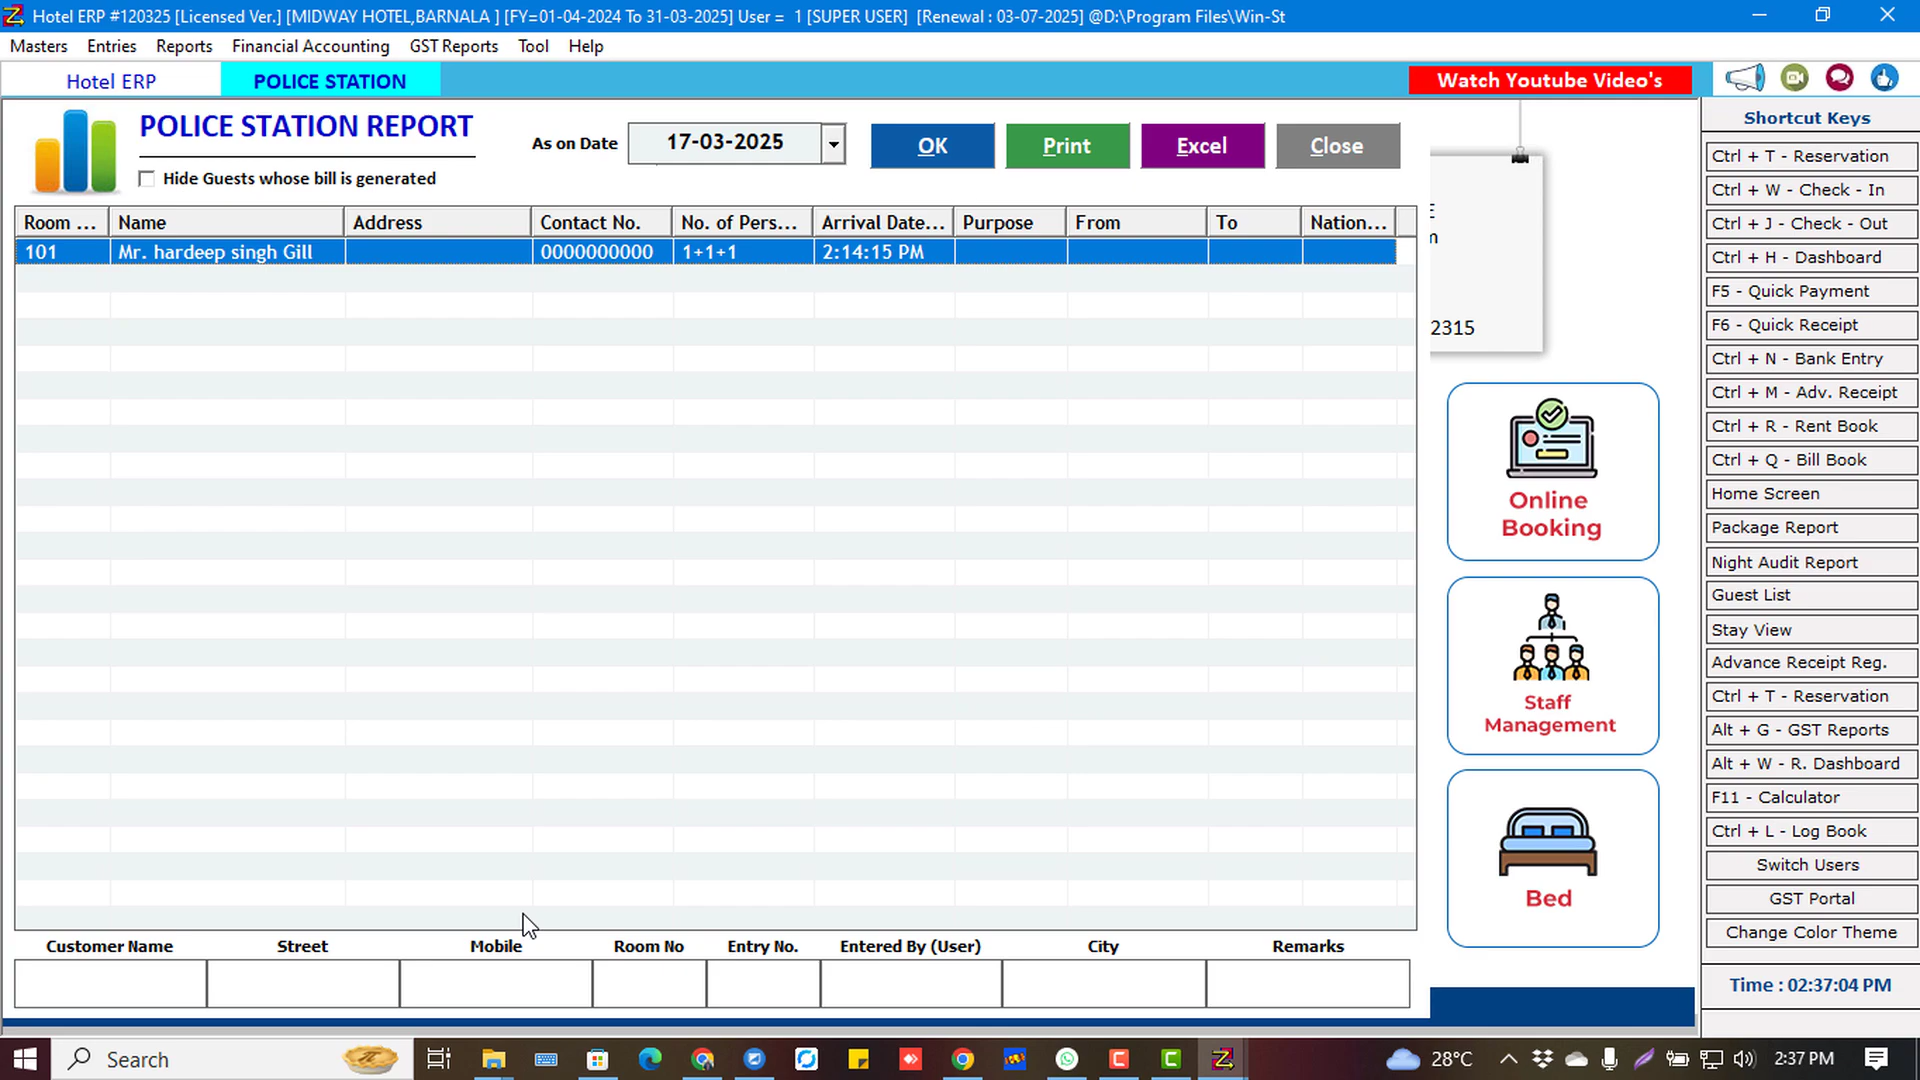 Hotel ERP #120325 [Licensed Ver.] [MIDWAY HOTEL,BARNALA ] [FY=01-04-2024 To 31-03-2025] User = 1 [SUPER USER] [Renewal : 03-07-2025] @D:\Program Files\Win-St
Masters Entries Reports Financial Accounting GST Reports Tool Help
Hotel ERP POLICE STATION Watch Youtube Video's
POLICE STATION REPORT
As on Date 17-03-2025 OK Print Excel Close
Hide Guests whose bill is generated
Room ... Name Address Contact No. No. of Pers... Arrival Date... Purpose From To Nation...
101 Mr. hardeep singh Gill 0000000000 1+1+1 2:14:15 PM
2315
Online
Booking
Staff
Management
Bed
Customer Name Street Mobile Room No Entry No. Entered By (User) City Remarks
Shortcut Keys
Ctrl + T - Reservation
Ctrl + W - Check - In
Ctrl + J - Check - Out
Ctrl + H - Dashboard
F5 - Quick Payment
F6 - Quick Receipt
Ctrl + N - Bank Entry
Ctrl + M - Adv. Receipt
Ctrl + R - Rent Book
Ctrl + Q - Bill Book
Home Screen
Package Report
Night Audit Report
Guest List
Stay View
Advance Receipt Reg.
Ctrl + T - Reservation
Alt + G - GST Reports
Alt + W - R. Dashboard
F11 - Calculator
Ctrl + L - Log Book
Switch Users
GST Portal
Change Color Theme
Time : 02:37:04 PM
Search 28°C 2:37 PM